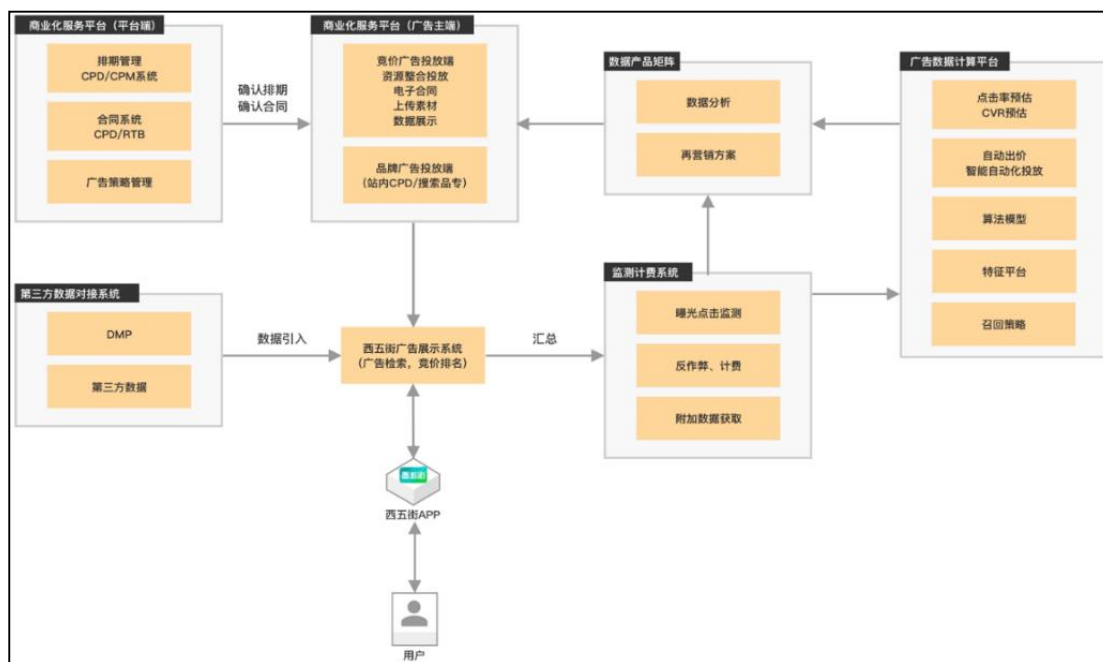 商业化服务平台（平台端）
排期管理
CPD/CPM系统
合同系统
CPD/RTB
广告策略管理
确认排期
确认合同
商业化服务平台（广告主端）
竞价广告投放端
资源整合投放
电子合同
上传素材
数据展示
品牌广告投放端
（站内CPD/搜索品专）
数据产品矩阵
数据分析
再营销方案
广告数据计算平台
点击率预估
CVR预估
自动出价
智能自动化投放
算法模型
特征平台
召回策略
第三方数据对接系统
DMP
第三方数据
数据引入
西五街广告展示系统
（广告检索，竞价排名）
汇总
监测计费系统
曝光点击监测
反作弊、计费
附加数据获取
西五街
西五街APP
用户